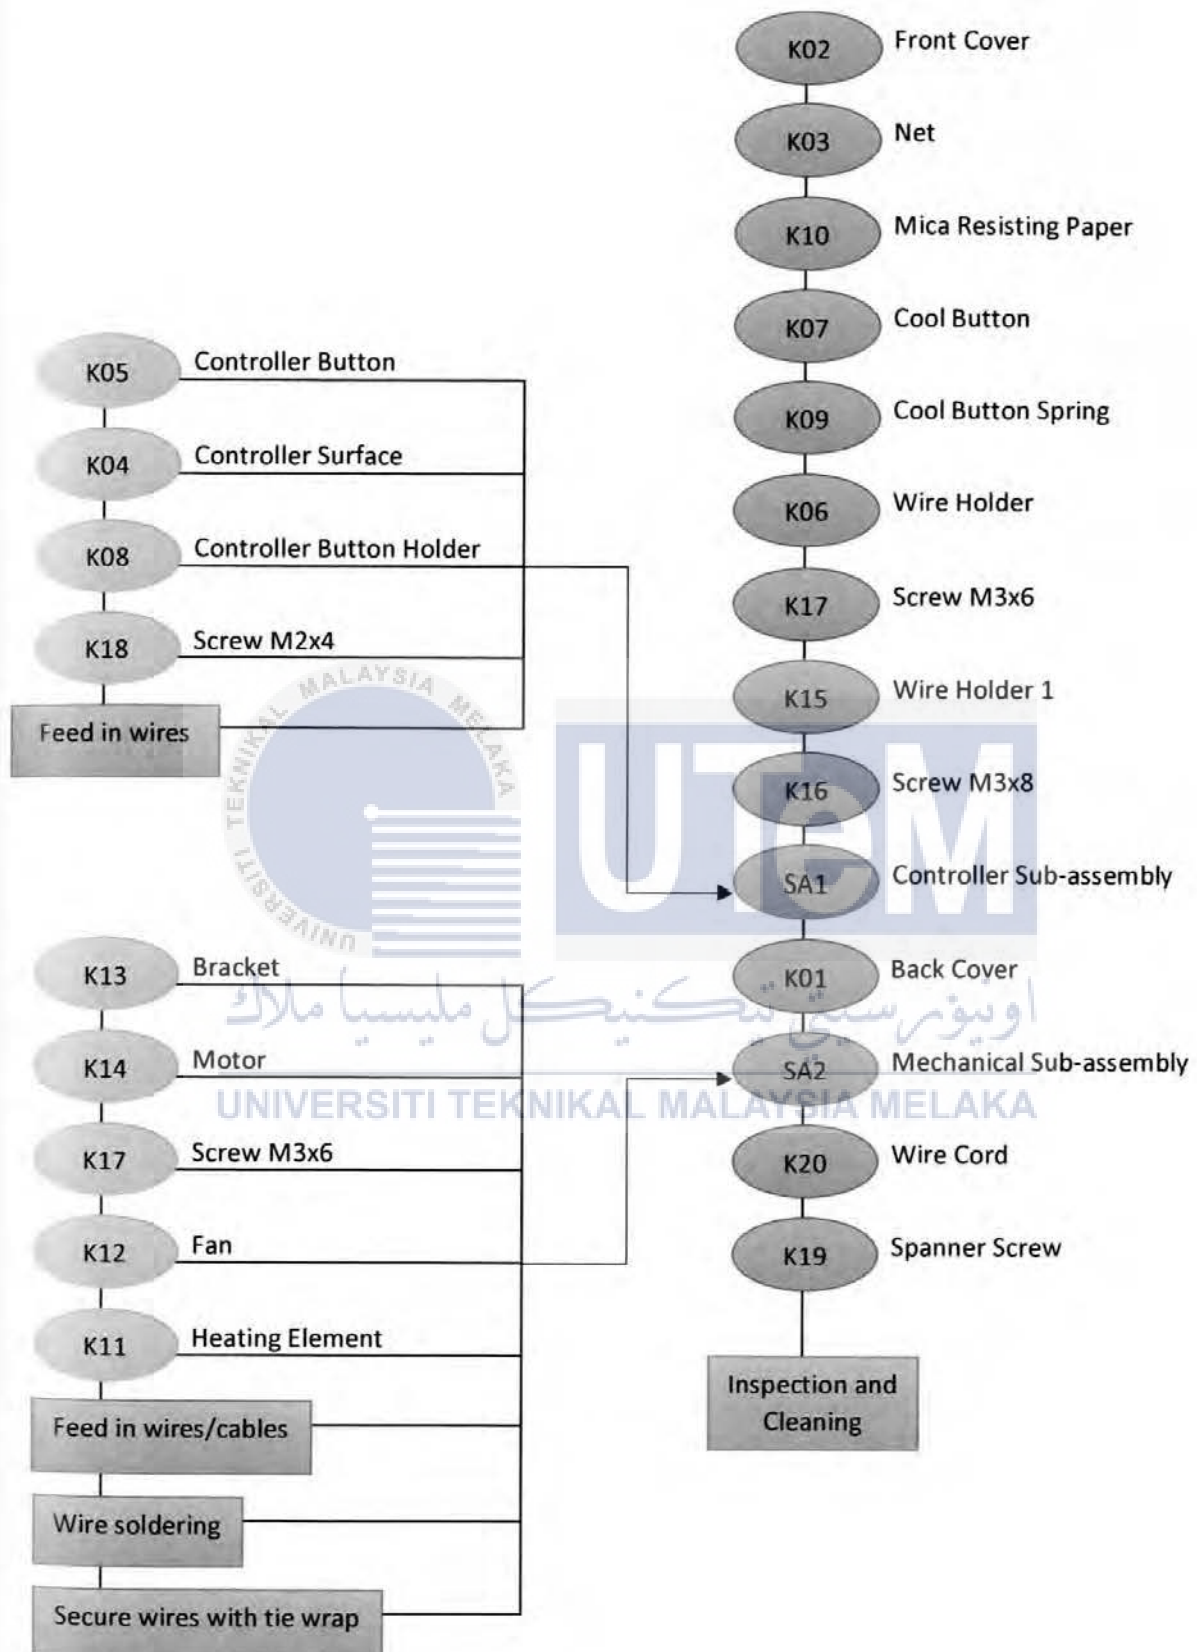 K02 Front Cover
K03 Net
K10 Mica Resisting Paper
K07 Cool Button
K09 Cool Button Spring
K06 Wire Holder
K17 Screw M3x6
K15 Wire Holder 1
K16 Screw M3x8
SA1 Controller Sub-assembly
K01 Back Cover
SA2 Mechanical Sub-assembly
K20 Wire Cord
K19 Spanner Screw
Inspection and
Cleaning
K05 Controller Button
K04 Controller Surface
K08 Controller Button Holder
K18 Screw M2x4
Feed in wires
K13 Bracket
K14 Motor
K17 Screw M3x6
K12 Fan
K11 Heating Element
Feed in wires/cables
Wire soldering
Secure wires with tie wrap
UNIVERSITI TEKNIKAL MALAYSIA MELAKA
UTeM
اونيۏرسيتي تيكنيكل مليسيا ملاك
UNIVERSITI TEKNIKAL MALAYSIA MELAKA